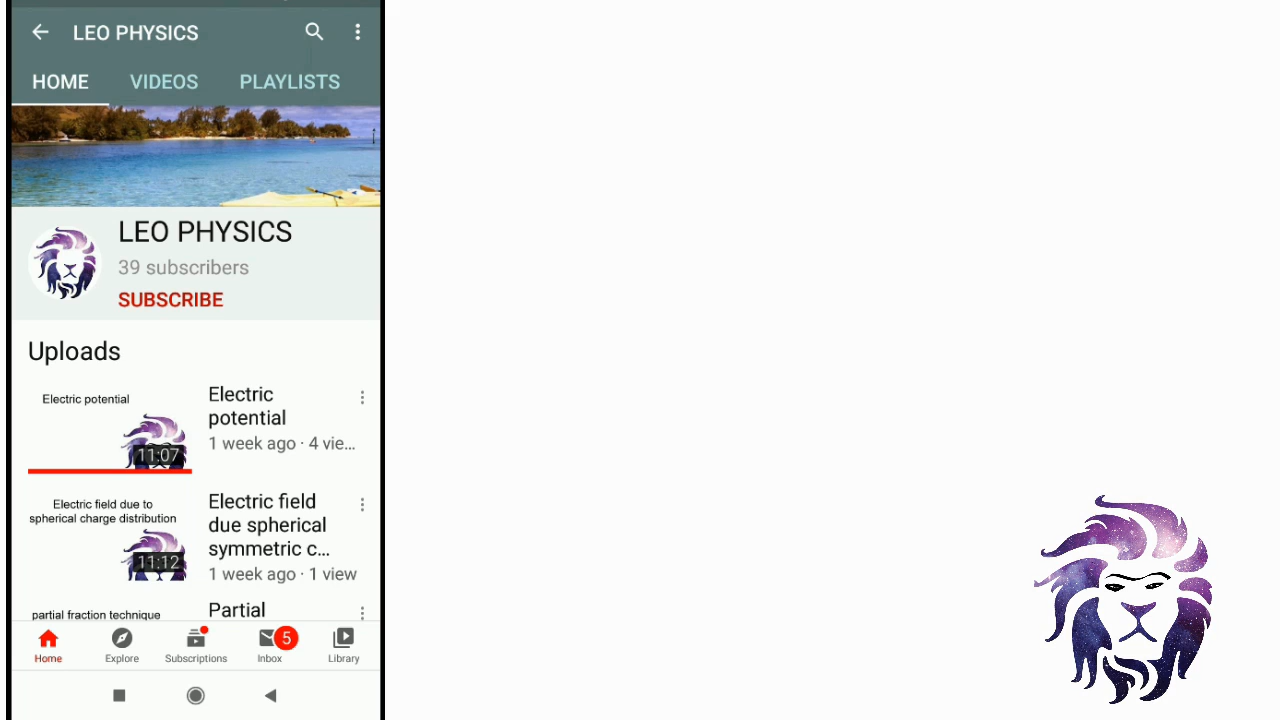 LEO PHYSICS
HOME VIDEOS PLAYLISTS
LEO PHYSICS
39 subscribers
SUBSCRIBE
Uploads
Electric potential
11:07
Electric
potential
1 week ago · 4 vie...
Electric field due to
spherical charge distribution
11:12
Electric field
due spherical
symmetric c...
1 week ago · 1 view
partial fraction technique
Partial
5
Home Explore Subscriptions Inbox Library